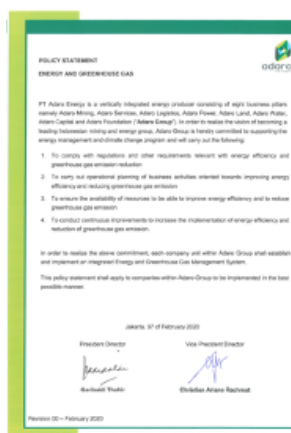 adaro
POLICY STATEMENT
ENERGY AND GREENHOUSE GAS
PT Adaro Energy is a vertically integrated energy producer consisting of eight business pillars
namely Adaro Mining, Adaro Services, Adaro Logistics, Adaro Power, Adaro Land, Adaro Water,
Adaro Capital and Adaro Foundation ("Adaro Group"). In order to realize the vision of becoming a
leading Indonesian mining and energy group, Adaro Group is hereby committed to supporting the
energy management and climate change program and will carry out the following:
1. To comply with regulations and other requirements relevant with energy efficiency and
greenhouse gas emission reduction
2. To carry out operational planning of business activities oriented towards improving energy
efficiency and reducing greenhouse gas emission
3. To ensure the availability of resources to be able to improve energy efficiency and to reduce
greenhouse gas emission
4. To conduct continuous improvements to increase the implementation of energy efficiency and
reduction of greenhouse gas emission.
In order to realize the above commitment, each company unit within Adaro Group shall establish
and implement an integrated Energy and Greenhouse Gas Management System.
This policy statement shall apply to companies within Adaro Group to be implemented in the best
possible manner.
Jakarta, 07 of February 2020
President Director Vice President Director
Garibaldi Thohir Christian Ariano Rachmat
Revision 00 – February 2020